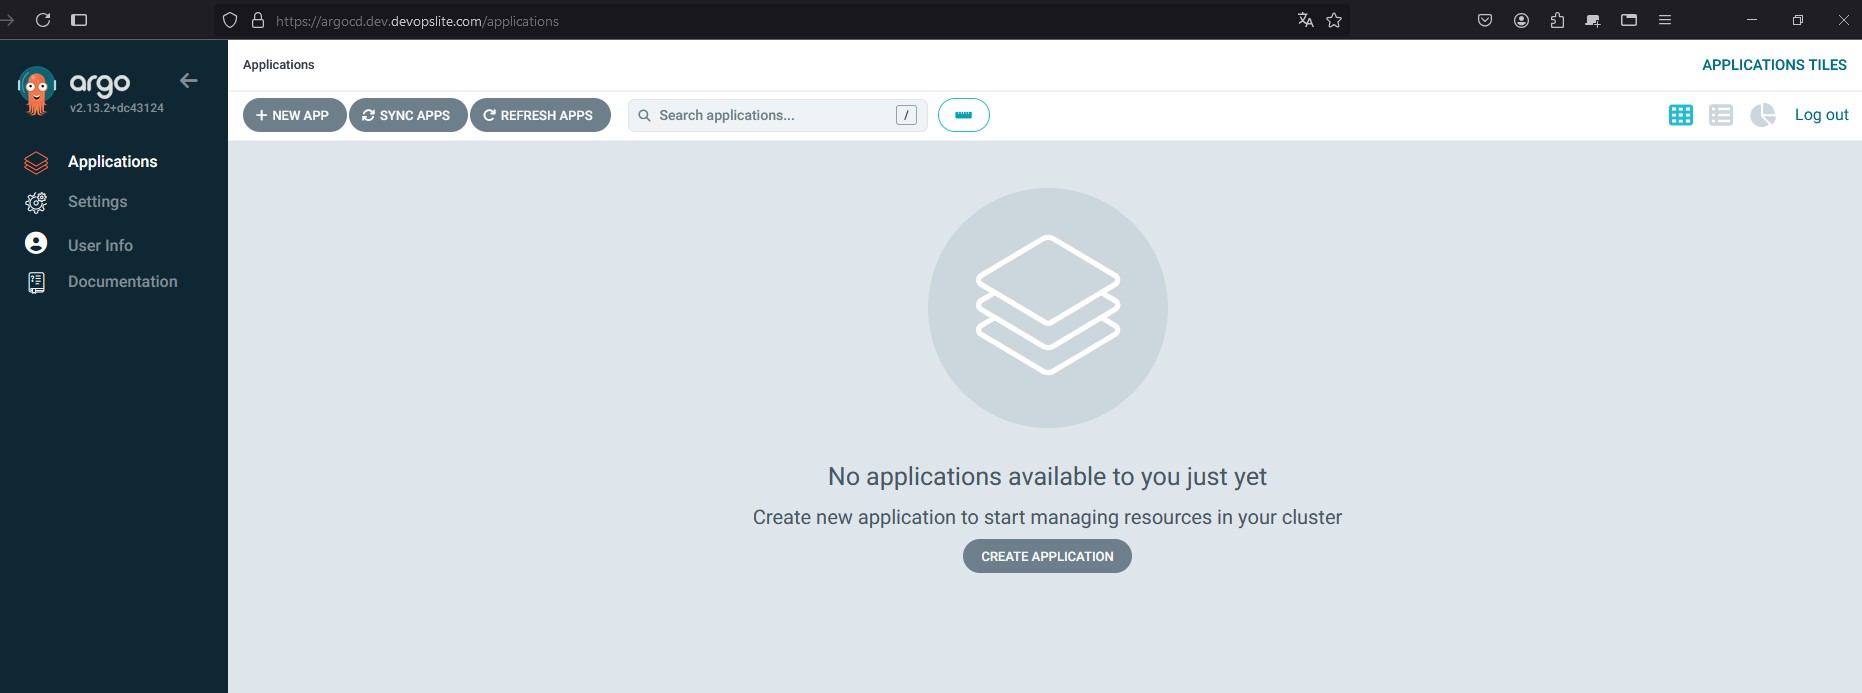 https://argocd.dev.devopslite.com/applications
argo
v2.13.2+dc43124
Applications
Settings
User Info
Documentation
Applications
APPLICATIONS TILES
NEW APP
SYNC APPS
REFRESH APPS
Search applications...
/
Log out
No applications available to you just yet
Create new application to start managing resources in your cluster
CREATE APPLICATION